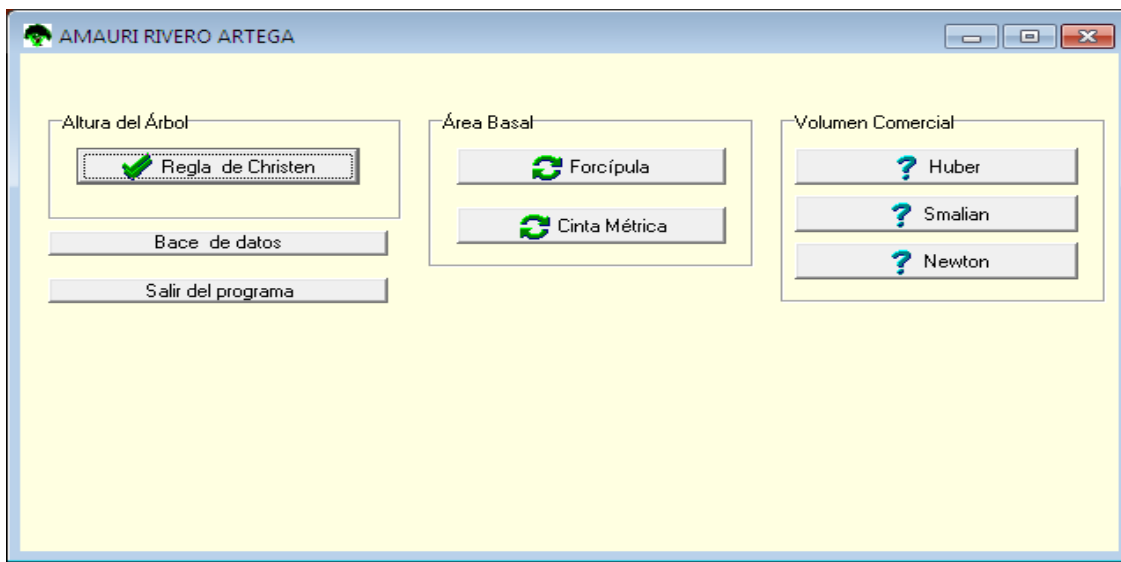 AMAURI RIVERO ARTEGA
Altura del Árbol
Regla de Christen
Bace de datos
Salir del programa
Área Basal
Forcípula
Cinta Métrica
Volumen Comercial
Huber
Smalian
Newton